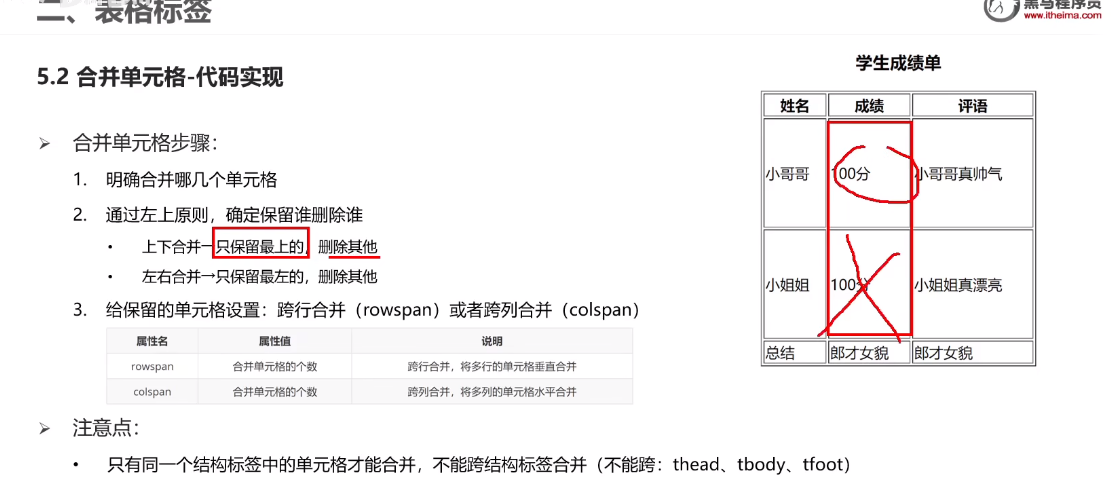 二、表格标签
黑马程序员
www.itheima.com
5.2 合并单元格-代码实现
合并单元格步骤：
1. 明确合并哪几个单元格
2. 通过左上原则，确定保留谁删除谁
• 上下合并→只保留最上的，删除其他
• 左右合并→只保留最左的，删除其他
3. 给保留的单元格设置：跨行合并（rowspan）或者跨列合并（colspan）
属性名 属性值 说明
rowspan 合并单元格的个数 跨行合并，将多行的单元格垂直合并
colspan 合并单元格的个数 跨列合并，将多列的单元格水平合并
注意点：
• 只有同一个结构标签中的单元格才能合并，不能跨结构标签合并（不能跨：thead、tbody、tfoot）
学生成绩单
姓名 成绩 评语
小哥哥 100分 小哥哥真帅气
小姐姐 100分 小姐姐真漂亮
总结 郎才女貌 郎才女貌